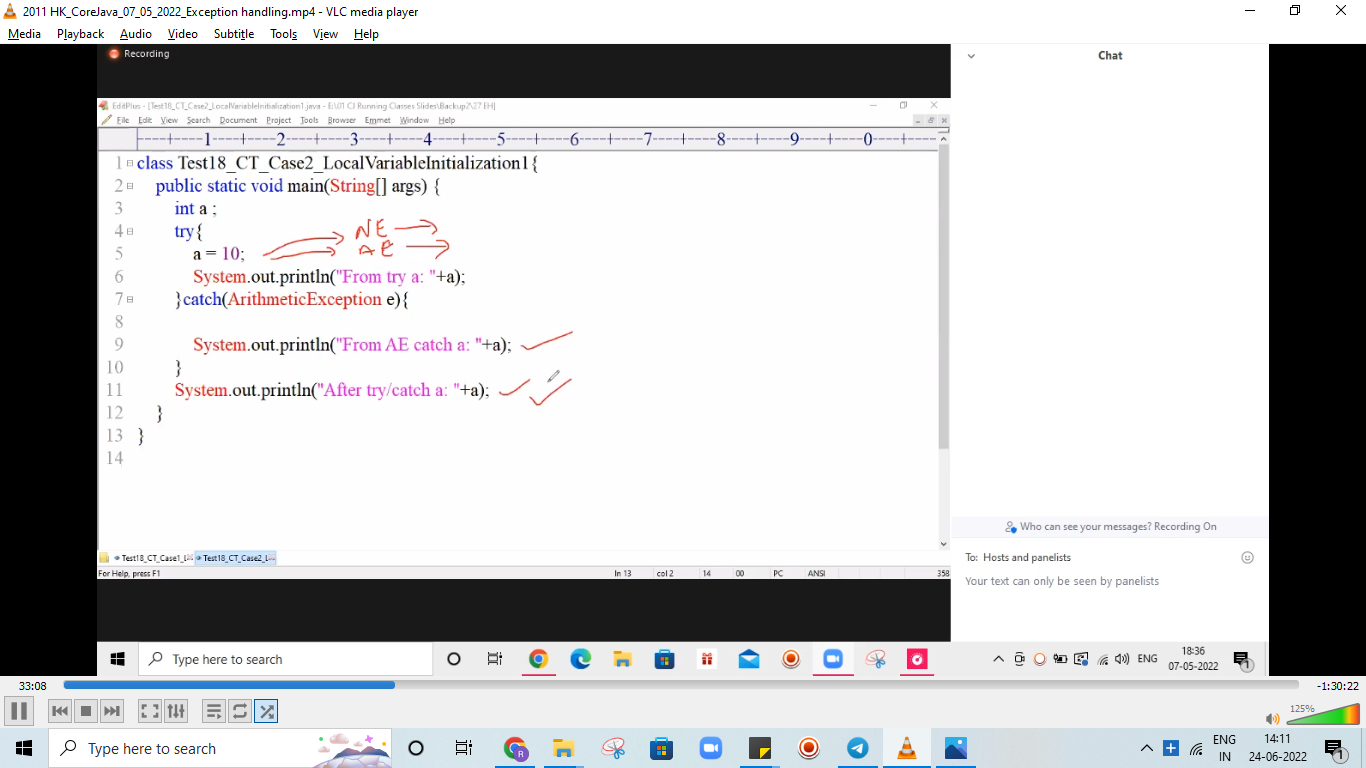 2011 HK_CoreJava_07_05_2022_Exception handling.mp4 - VLC media player
Media Playback Audio Video Subtitle Tools View Help
Recording
Chat
EditPlus - [Test18_CT_Case2_LocalVariableInitialization1.java - E:\01 CJ Running Classes Slides\Backup2\27 EH]
File Edit View Search Document Project Tools Browser Emmet Window Help
----+----1----+----2----+----3----+----4----+----5----+----6----+----7----+----8----+----9----+----0----+---
1 class Test18_CT_Case2_LocalVariableInitialization1{
2 public static void main(String[] args) {
3 int a ;
4 try{
NE
5 a = 10;
AE
6 System.out.println("From try a: "+a);
7 }catch(ArithmeticException e){
8
9 System.out.println("From AE catch a: "+a);
10 }
11 System.out.println("After try/catch a: "+a);
12 }
13 }
14
Who can see your messages? Recording On
To: Hosts and panelists
Your text can only be seen by panelists
Test18_CT_Case1_L Test18_CT_Case2_L
For Help, press F1 ln 13 col 2 14 00 PC ANSI 358
Type here to search
ENG
18:36
07-05-2022
1
33:08
-1:30:22
125%
Type here to search
R
ENG
IN
14:11
24-06-2022
1